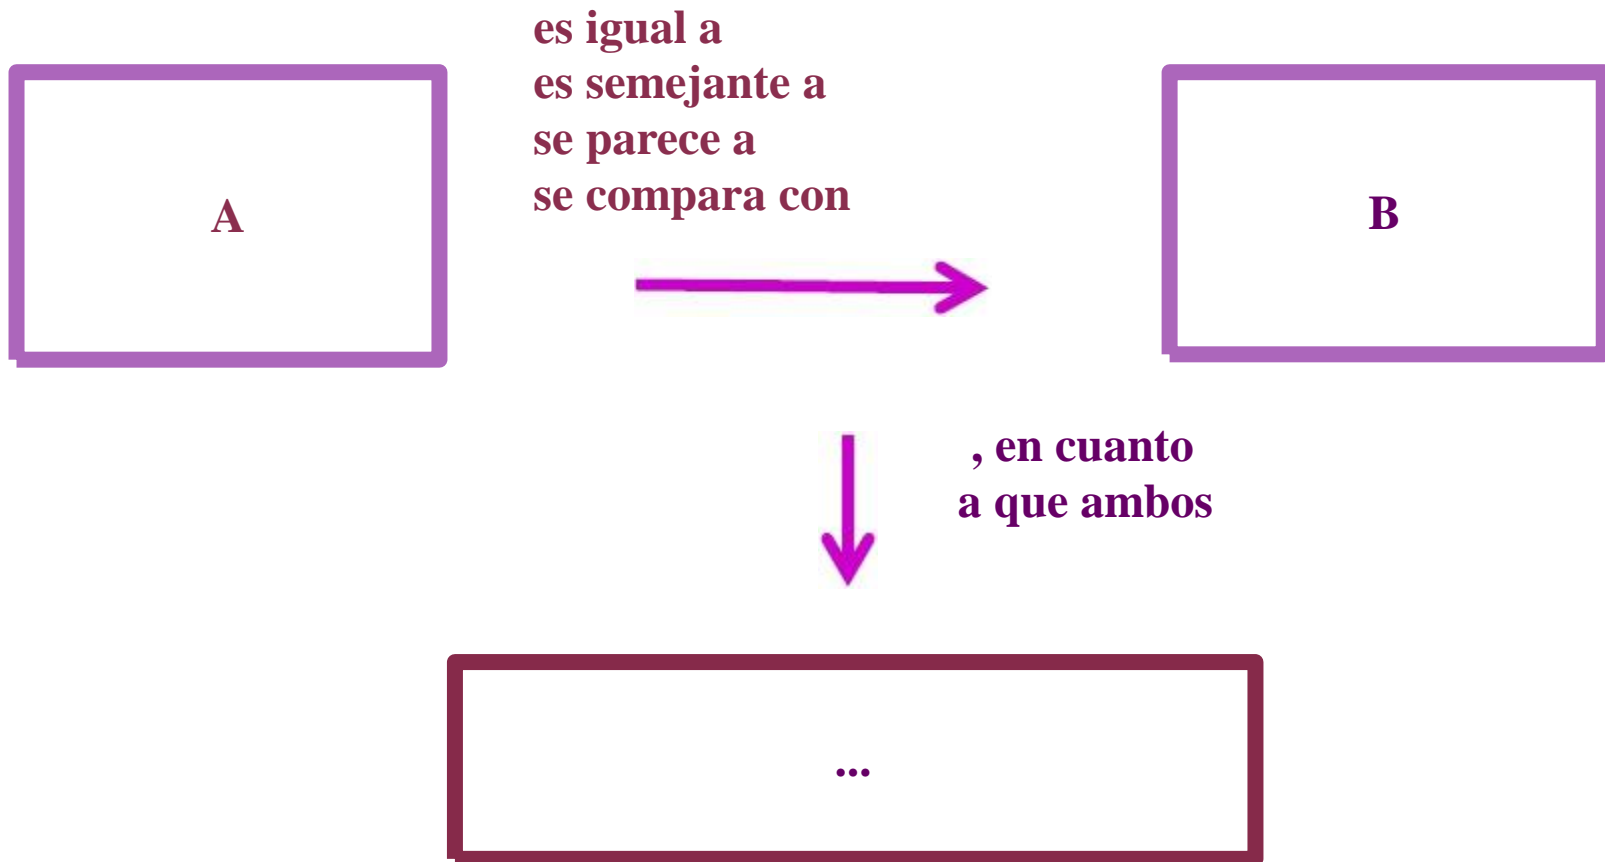 es igual a
es semejante a
se parece a
se compara con
A
B
, en cuanto
a que ambos
...